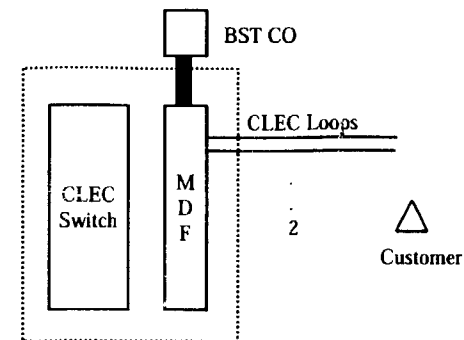 BST CO
CLEC Loops
CLEC
Switch
M
D
F
2
Customer